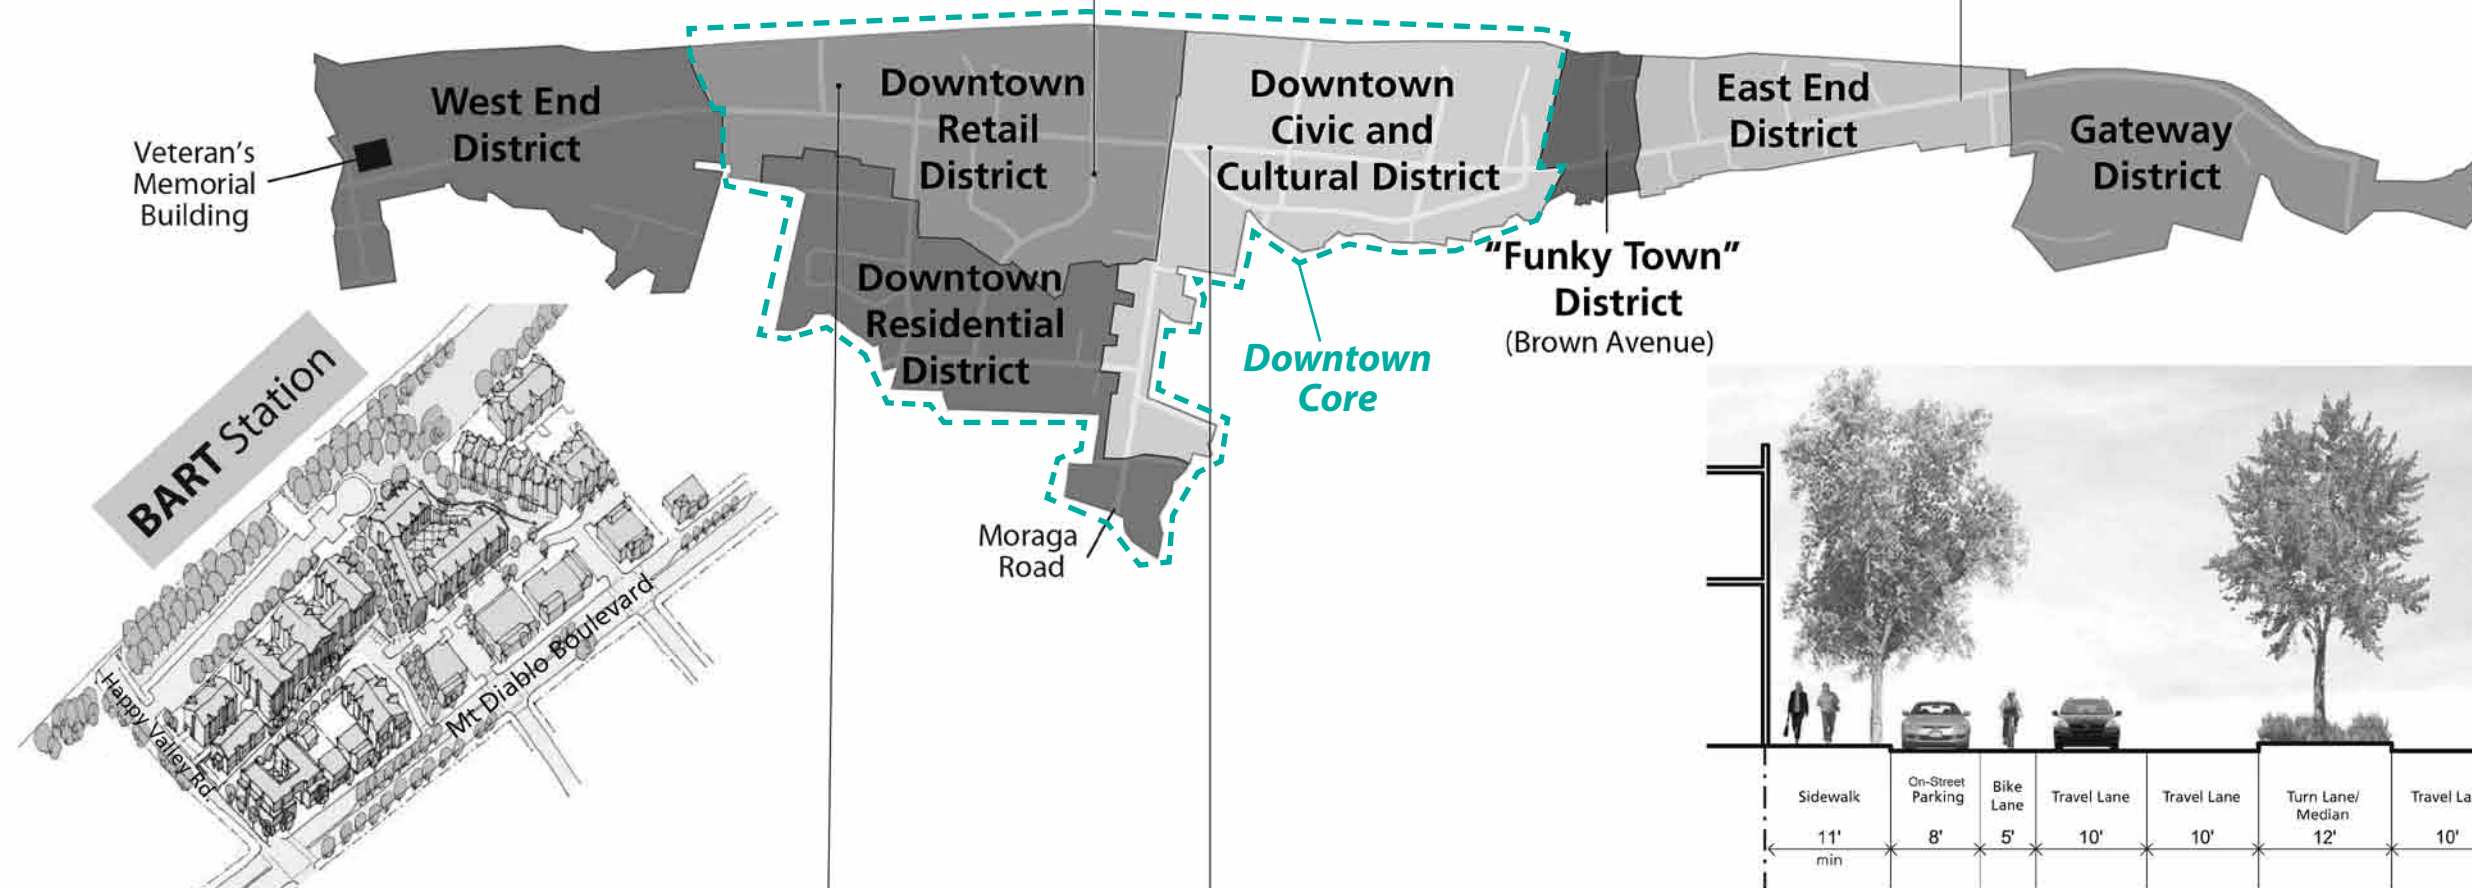 West End
District
Veteran's
Memorial
Building
Downtown
Retail
District
Downtown
Civic and
Cultural District
East End
District
Gateway
District
"Funky Town"
District
(Brown Avenue)
Downtown
Residential
District
Downtown
Core
Moraga
Road
BART Station
Mt Diablo Boulevard
Happy Valley Rd.
Sidewalk
11'
min
On-Street
Parking
8'
Bike
Lane
5'
Travel Lane
10'
Travel Lane
10'
Turn Lane/
Median
12'
Travel La
10'